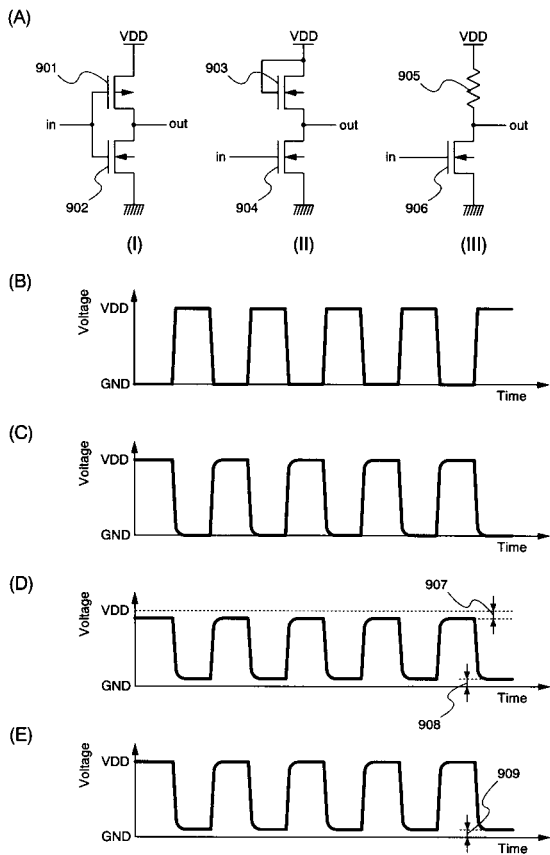 (A)
VDD VDD VDD
901 903 905
in out in out in out
902 904 906
(I) (II) (III)
(B)
Voltage
VDD
GND
Time
(C)
Voltage
VDD
GND
Time
(D)
907
Voltage
VDD
GND
Time
908
(E)
Voltage
VDD
909
GND
Time